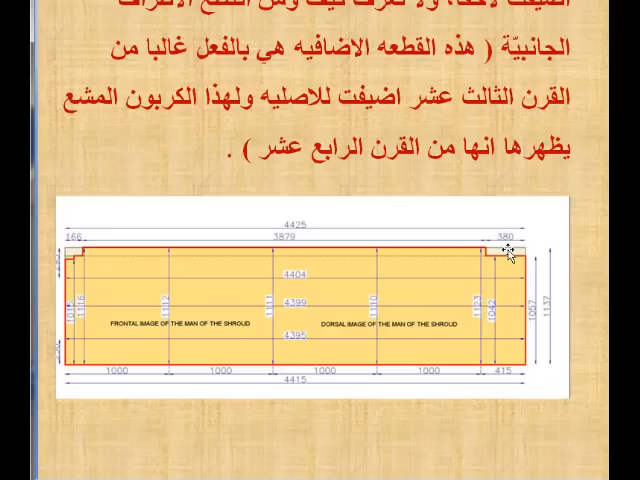 الجانبيّة ( هذه القطعه الاضافيه هي بالفعل غالبا من
القرن الثالث عشر اضيفت للاصليه ولهذا الكربون المشع
يظهرها انها من القرن الرابع عشر ) .
4425
166 3879 380
4404
1015 1116 1112 1111 4399 1110 1123 1042 1067 1137
FRONTAL IMAGE OF THE MAN OF THE SHROUD DORSAL IMAGE OF THE MAN OF THE SHROUD
4395
1000 1000 1000 1000 415
4415